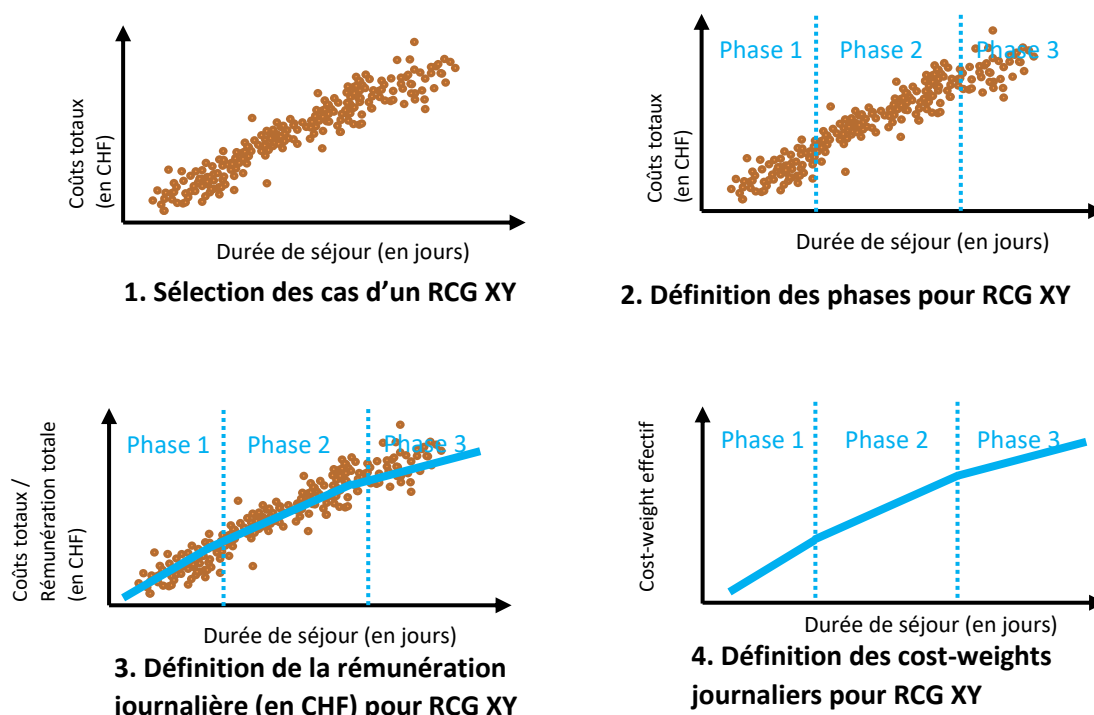 Coûts totaux
(en CHF)
Durée de séjour (en jours)
1. Sélection des cas d’un RCG XY
Phase 1
Phase 2
Phase 3
Coûts totaux
(en CHF)
Durée de séjour (en jours)
2. Définition des phases pour RCG XY
Phase 1
Phase 2
Phase 3
Coûts totaux /
Rémunération totale
(en CHF)
Durée de séjour (en jours)
3. Définition de la rémunération
journalière (en CHF) pour RCG XY
Phase 1
Phase 2
Phase 3
Cost-weight effectif
Durée de séjour (en jours)
4. Définition des cost-weights
journaliers pour RCG XY